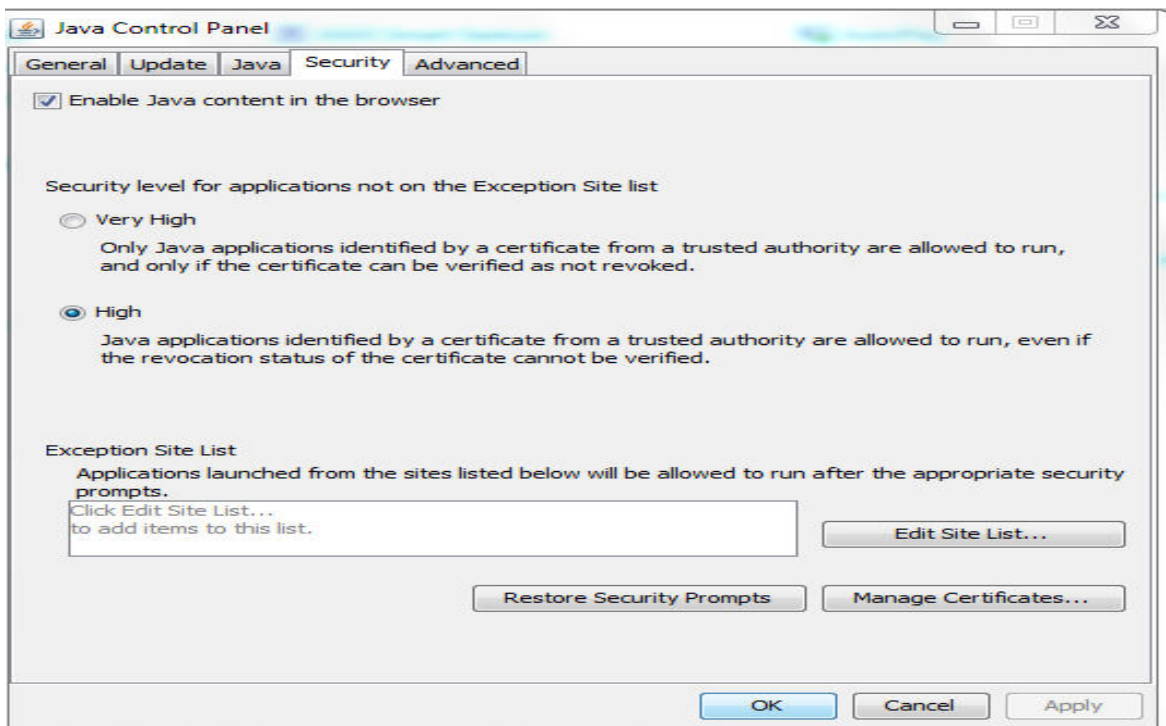 Java Control Panel
General Update Java Security Advanced
Enable Java content in the browser
Security level for applications not on the Exception Site list
Very High
Only Java applications identified by a certificate from a trusted authority are allowed to run,
and only if the certificate can be verified as not revoked.
High
Java applications identified by a certificate from a trusted authority are allowed to run, even if
the revocation status of the certificate cannot be verified.
Exception Site List
Applications launched from the sites listed below will be allowed to run after the appropriate security
prompts.
Click Edit Site List...
to add items to this list.
Edit Site List...
Restore Security Prompts Manage Certificates...
OK Cancel Apply